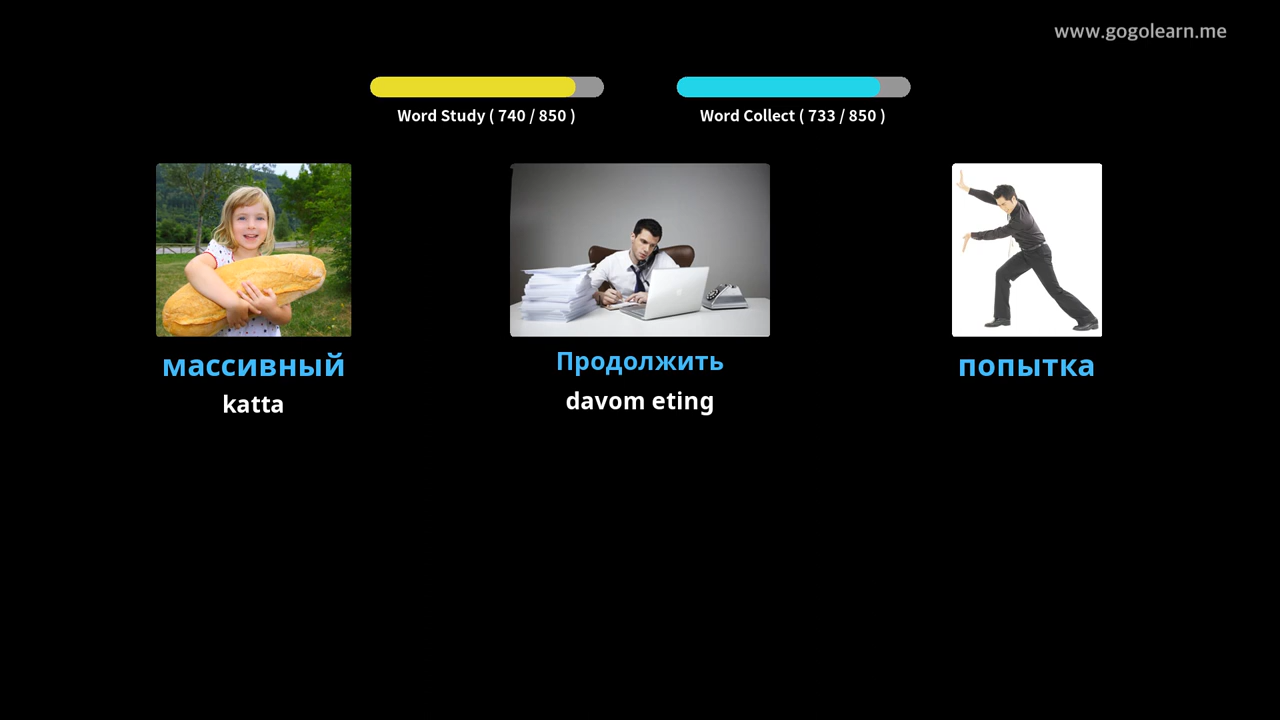 www.gogolearn.me
Word Study ( 740 / 850 )
Word Collect ( 733 / 850 )
массивный
katta
Продолжить
davom eting
попытка